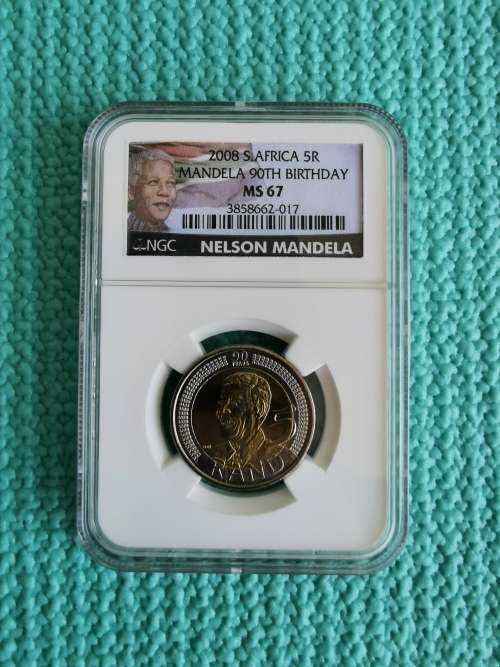 2008 S.AFRICA 5R
MANDELA 90TH BIRTHDAY
MS 67
3858662-017
NGC NELSON MANDELA
90
YEARS
RAND